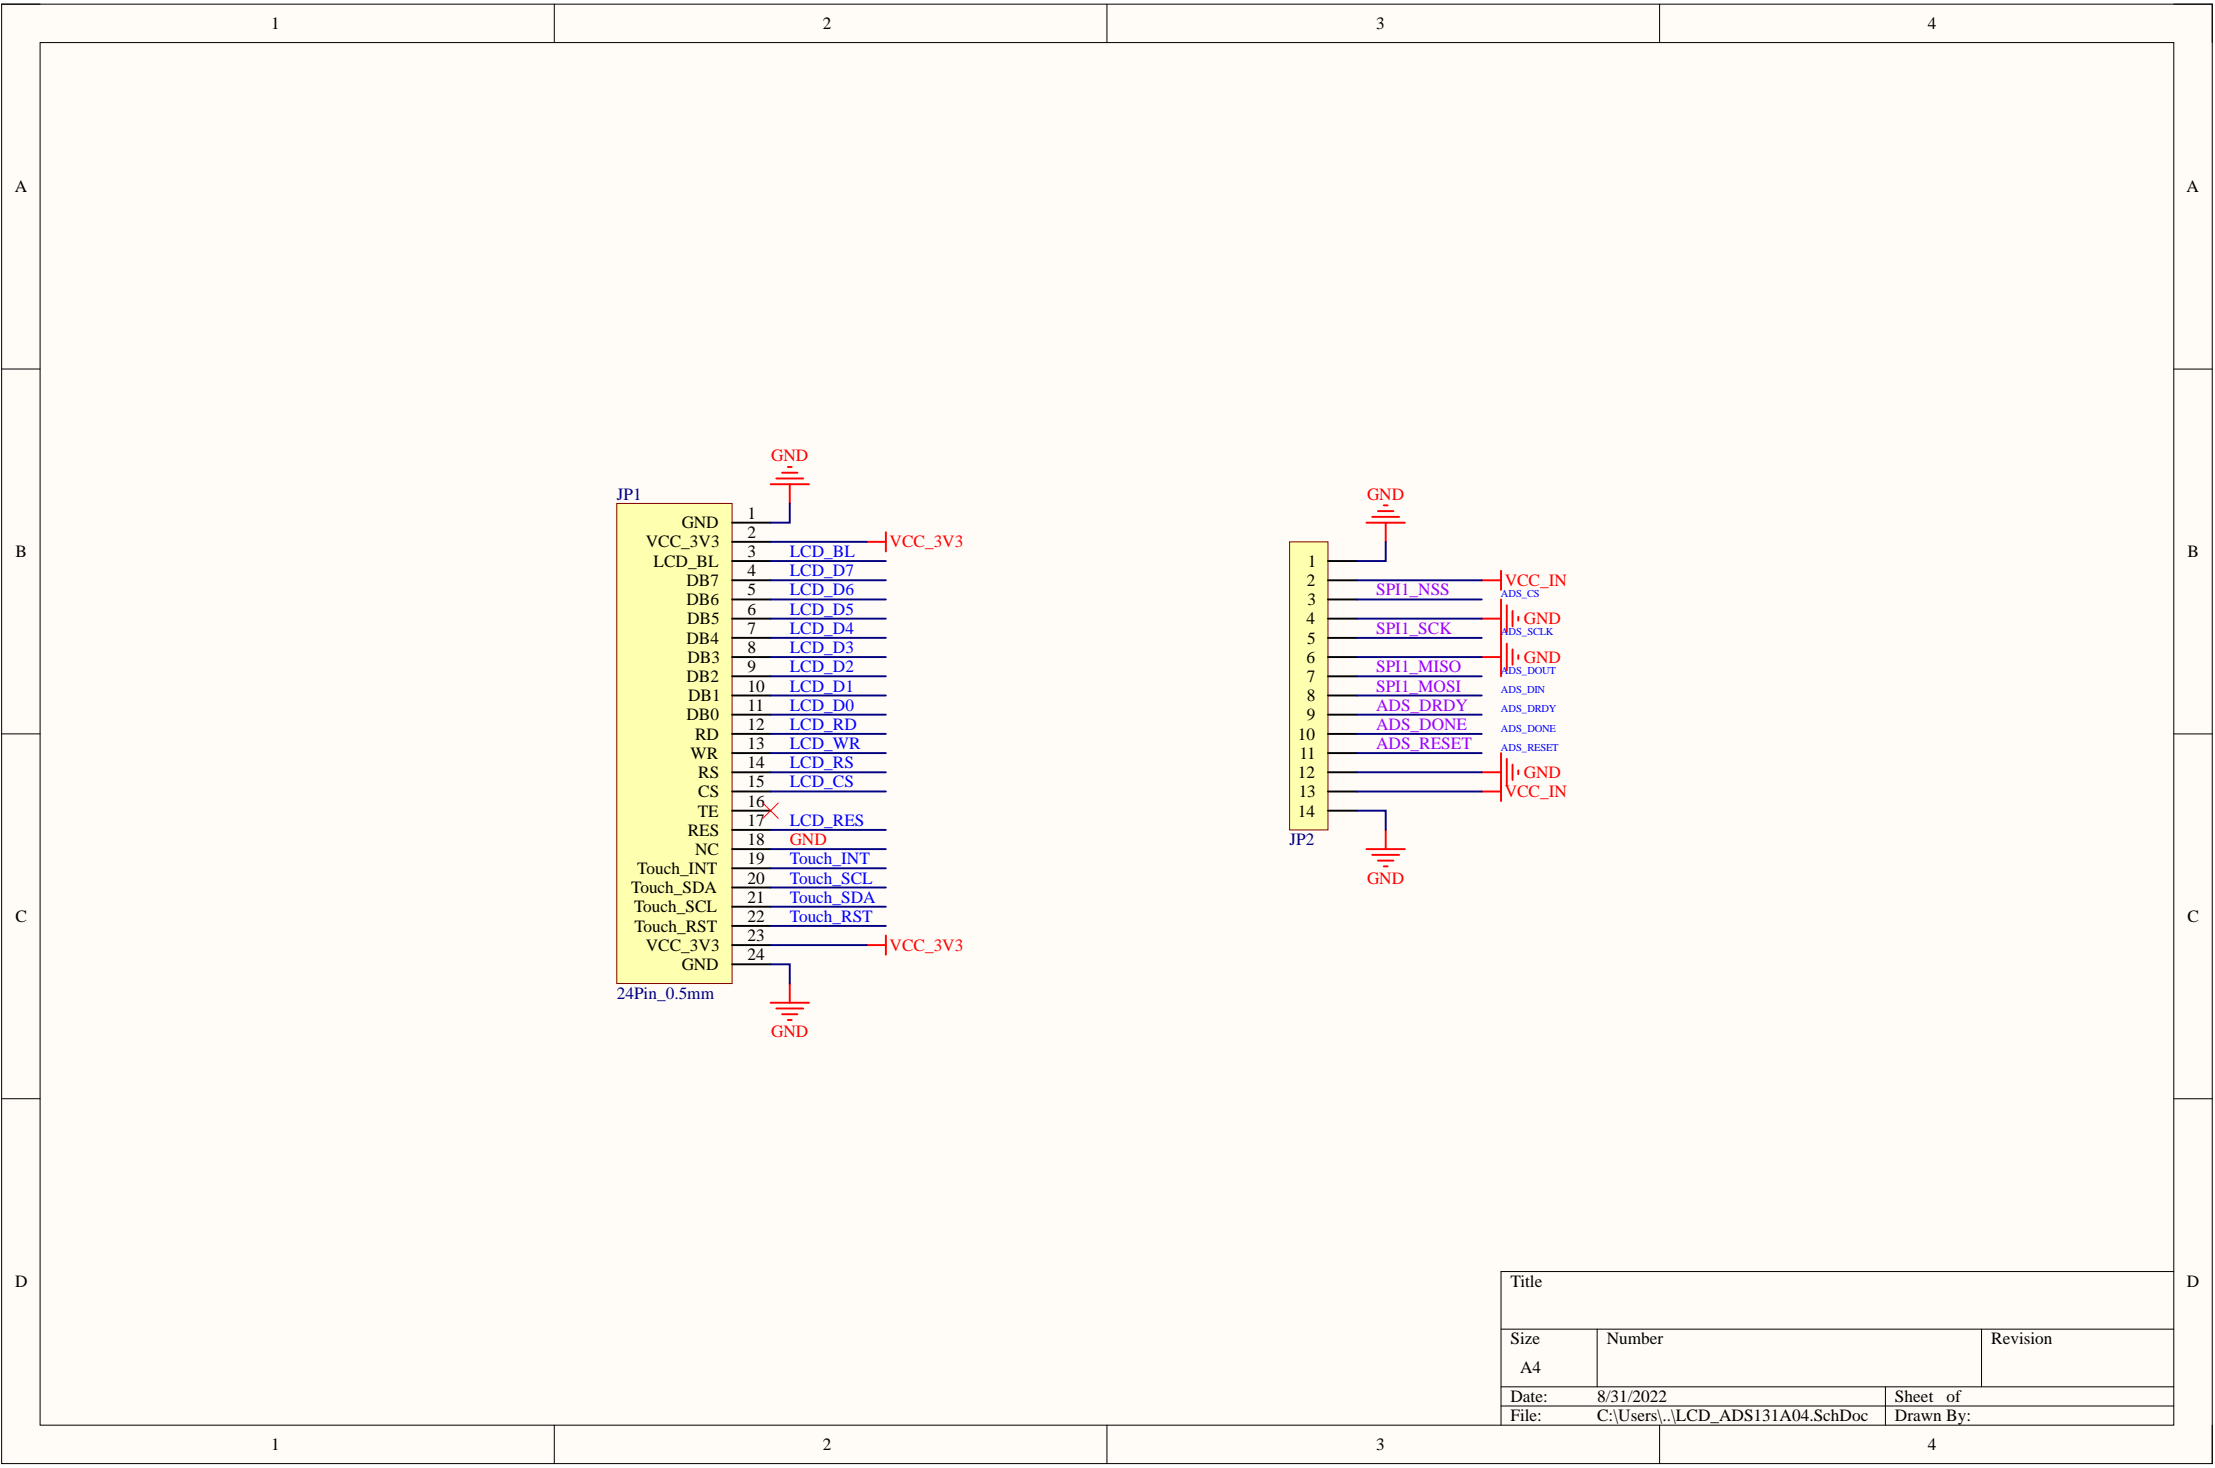 1 2 3 4
A A
B B
C C
D D
GND
JP1
GND 1
VCC_3V3 2 VCC_3V3
LCD_BL 3 LCD_BL
DB7 4 LCD_D7
DB6 5 LCD_D6
DB5 6 LCD_D5
DB4 7 LCD_D4
DB3 8 LCD_D3
DB2 9 LCD_D2
DB1 10 LCD_D1
DB0 11 LCD_D0
RD 12 LCD_RD
WR 13 LCD_WR
RS 14 LCD_RS
CS 15 LCD_CS
TE 16
RES 17 LCD_RES
NC 18 GND
Touch_INT 19 Touch_INT
Touch_SDA 20 Touch_SCL
Touch_SCL 21 Touch_SDA
Touch_RST 22 Touch_RST
VCC_3V3 23 VCC_3V3
GND 24
24Pin_0.5mm
GND
GND
1
2 VCC_IN
3 SPI1_NSS ADS_CS
4 GND
5 SPI1_SCK ADS_SCLK
6 GND
7 SPI1_MISO ADS_DOUT
8 SPI1_MOSI ADS_DIN
9 ADS_DRDY ADS_DRDY
10 ADS_DONE ADS_DONE
11 ADS_RESET ADS_RESET
12 GND
13 VCC_IN
14
JP2
GND
Title
Size Number Revision
A4
Date: 8/31/2022 Sheet of
File: C:\Users\..\LCD_ADS131A04.SchDoc Drawn By:
1 2 3 4